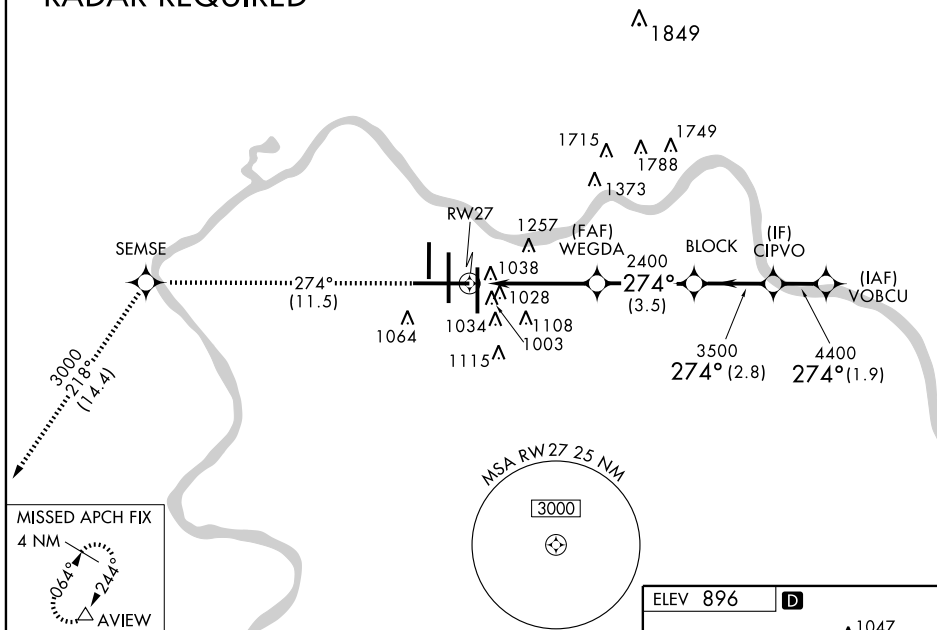 RADAR REQUIRED
1849
1715
1788
1749
1373
RW27
1257
(FAF)
WEGDA
BLOCK
(IF)
CIPVO
(IAF)
VOBCU
SEMSE
274°
(11.5)
1038
1028
1034
1003
1108
1115
1064
2400
274°
(3.5)
3500
274° (2.8)
4400
274° (1.9)
3000
218°
(14.4)
MSA RW27 25 NM
3000
MISSED APCH FIX
4 NM
064°
244°
AVIEW
ELEV 896
D
1047